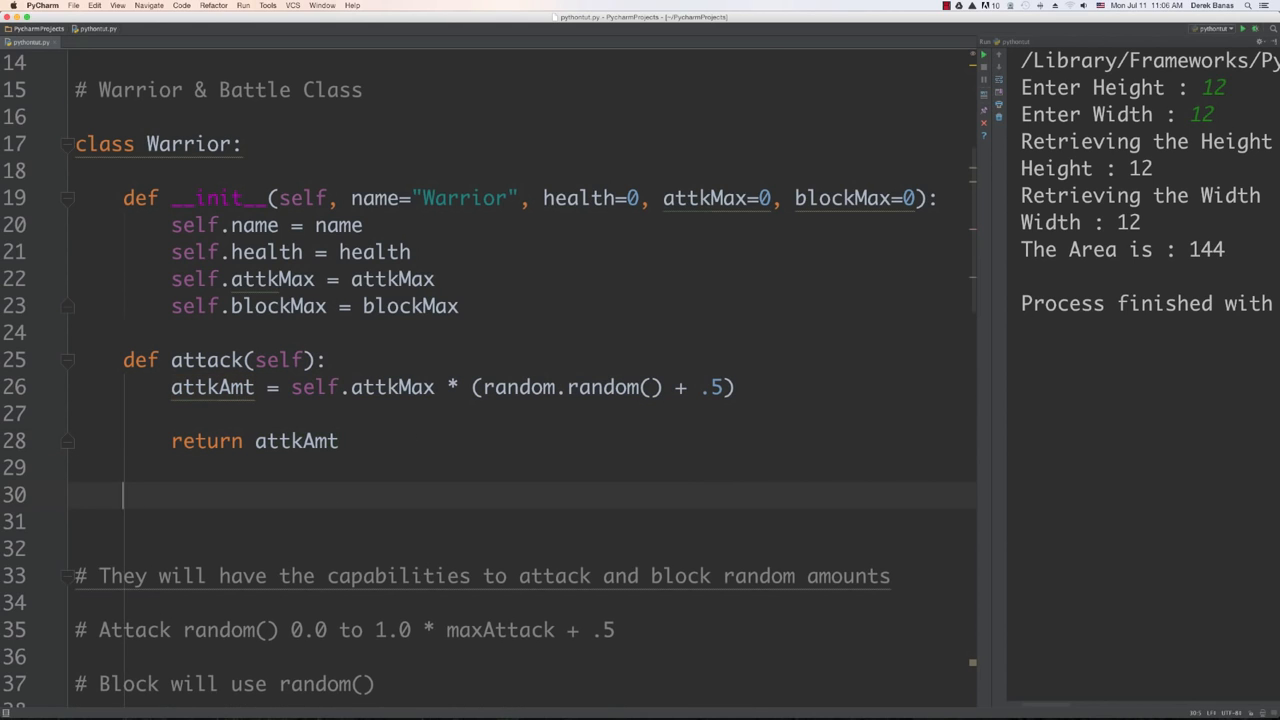 PyCharm File Edit View Navigate Code Refactor Run Tools VCS Window Help 10 Mon Jul 11 11:06 AM Derek Banas
pythontut.py - PycharmProjects - [~/PycharmProjects]
PycharmProjects pythontut.py pythontut
pythontut.py Run pythontut
14
15 # Warrior & Battle Class
16
17 class Warrior:
18
19 def __init__(self, name="Warrior", health=0, attkMax=0, blockMax=0):
20 self.name = name
21 self.health = health
22 self.attkMax = attkMax
23 self.blockMax = blockMax
24
25 def attack(self):
26 attkAmt = self.attkMax * (random.random() + .5)
27
28 return attkAmt
29
30
31
32
33 # They will have the capabilities to attack and block random amounts
34
35 # Attack random() 0.0 to 1.0 * maxAttack + .5
36
37 # Block will use random()
/Library/Frameworks/Py
Enter Height : 12
Enter Width : 12
Retrieving the Height
Height : 12
Retrieving the Width
Width : 12
The Area is : 144
Process finished with
30:5 LF≑ UTF-8≑